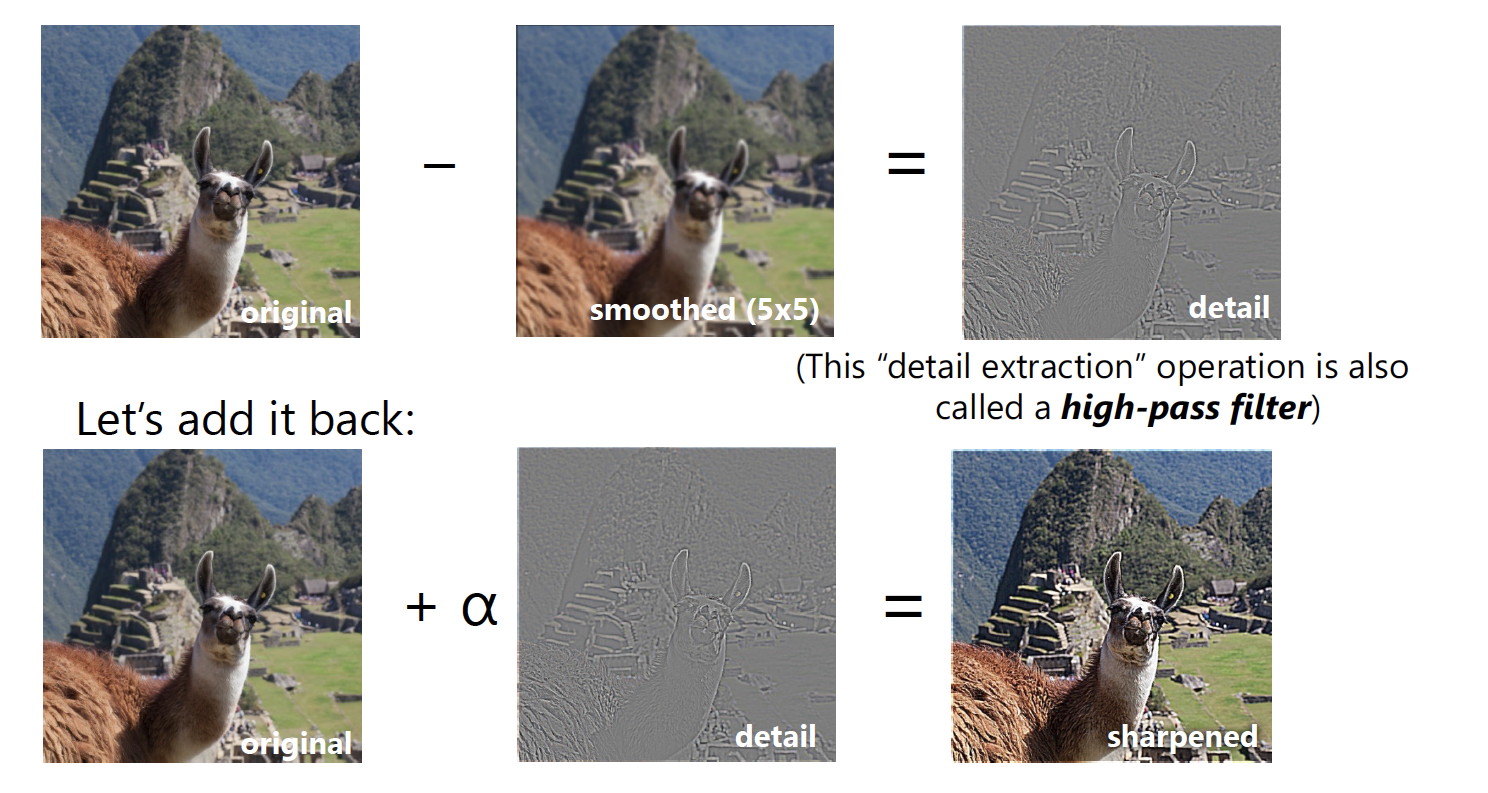 −
=
original
smoothed (5x5)
detail
(This “detail extraction” operation is also
called a high-pass filter)
Let’s add it back:
+ α
=
original
detail
sharpened